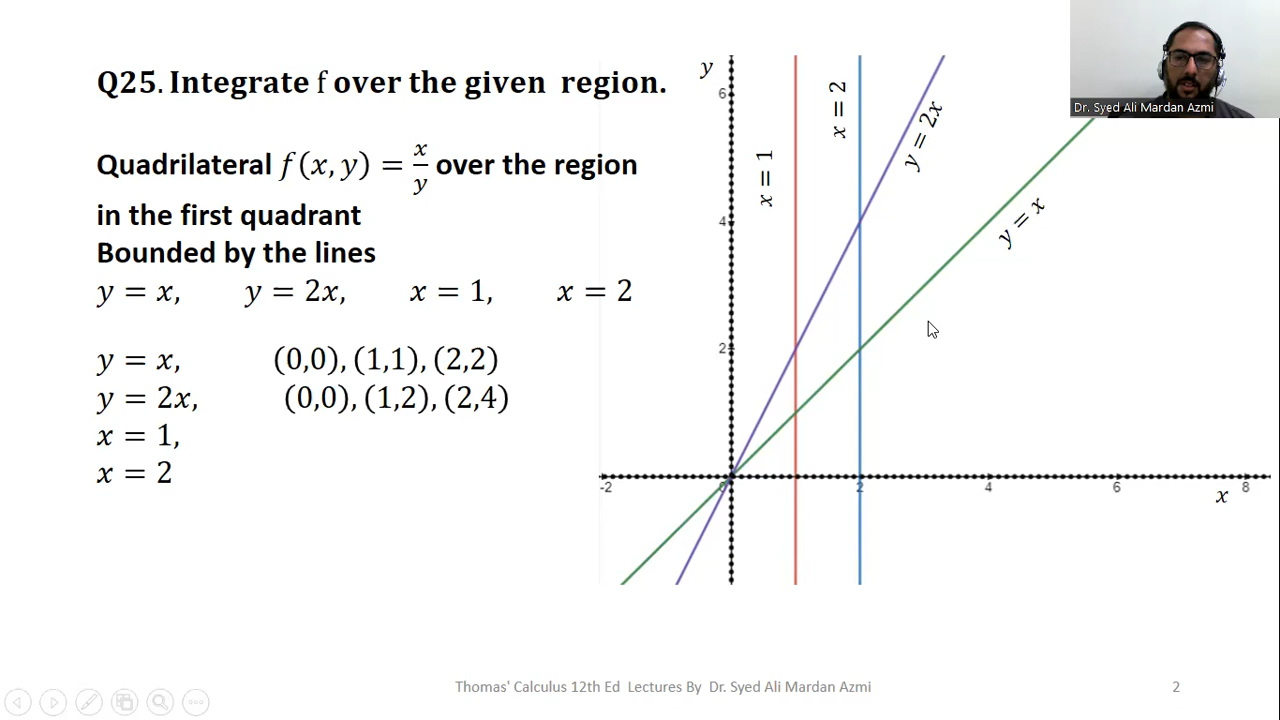 Q25. Integrate f over the given region.
Quadrilateral f(x, y) = x/y over the region
in the first quadrant
Bounded by the lines
y = x, y = 2x, x = 1, x = 2
y = x, (0,0), (1,1), (2,2)
y = 2x, (0,0), (1,2), (2,4)
x = 1,
x = 2
y
6
4
2
-2
0
2
4
6
8
x
x = 1
x = 2
y = 2x
y = x
Dr. Syed Ali Mardan Azmi
Thomas' Calculus 12th Ed Lectures By Dr. Syed Ali Mardan Azmi
2